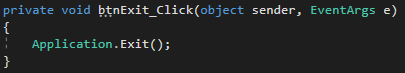 private void btnExit_Click(object sender, EventArgs e)
{
    Application.Exit();
}